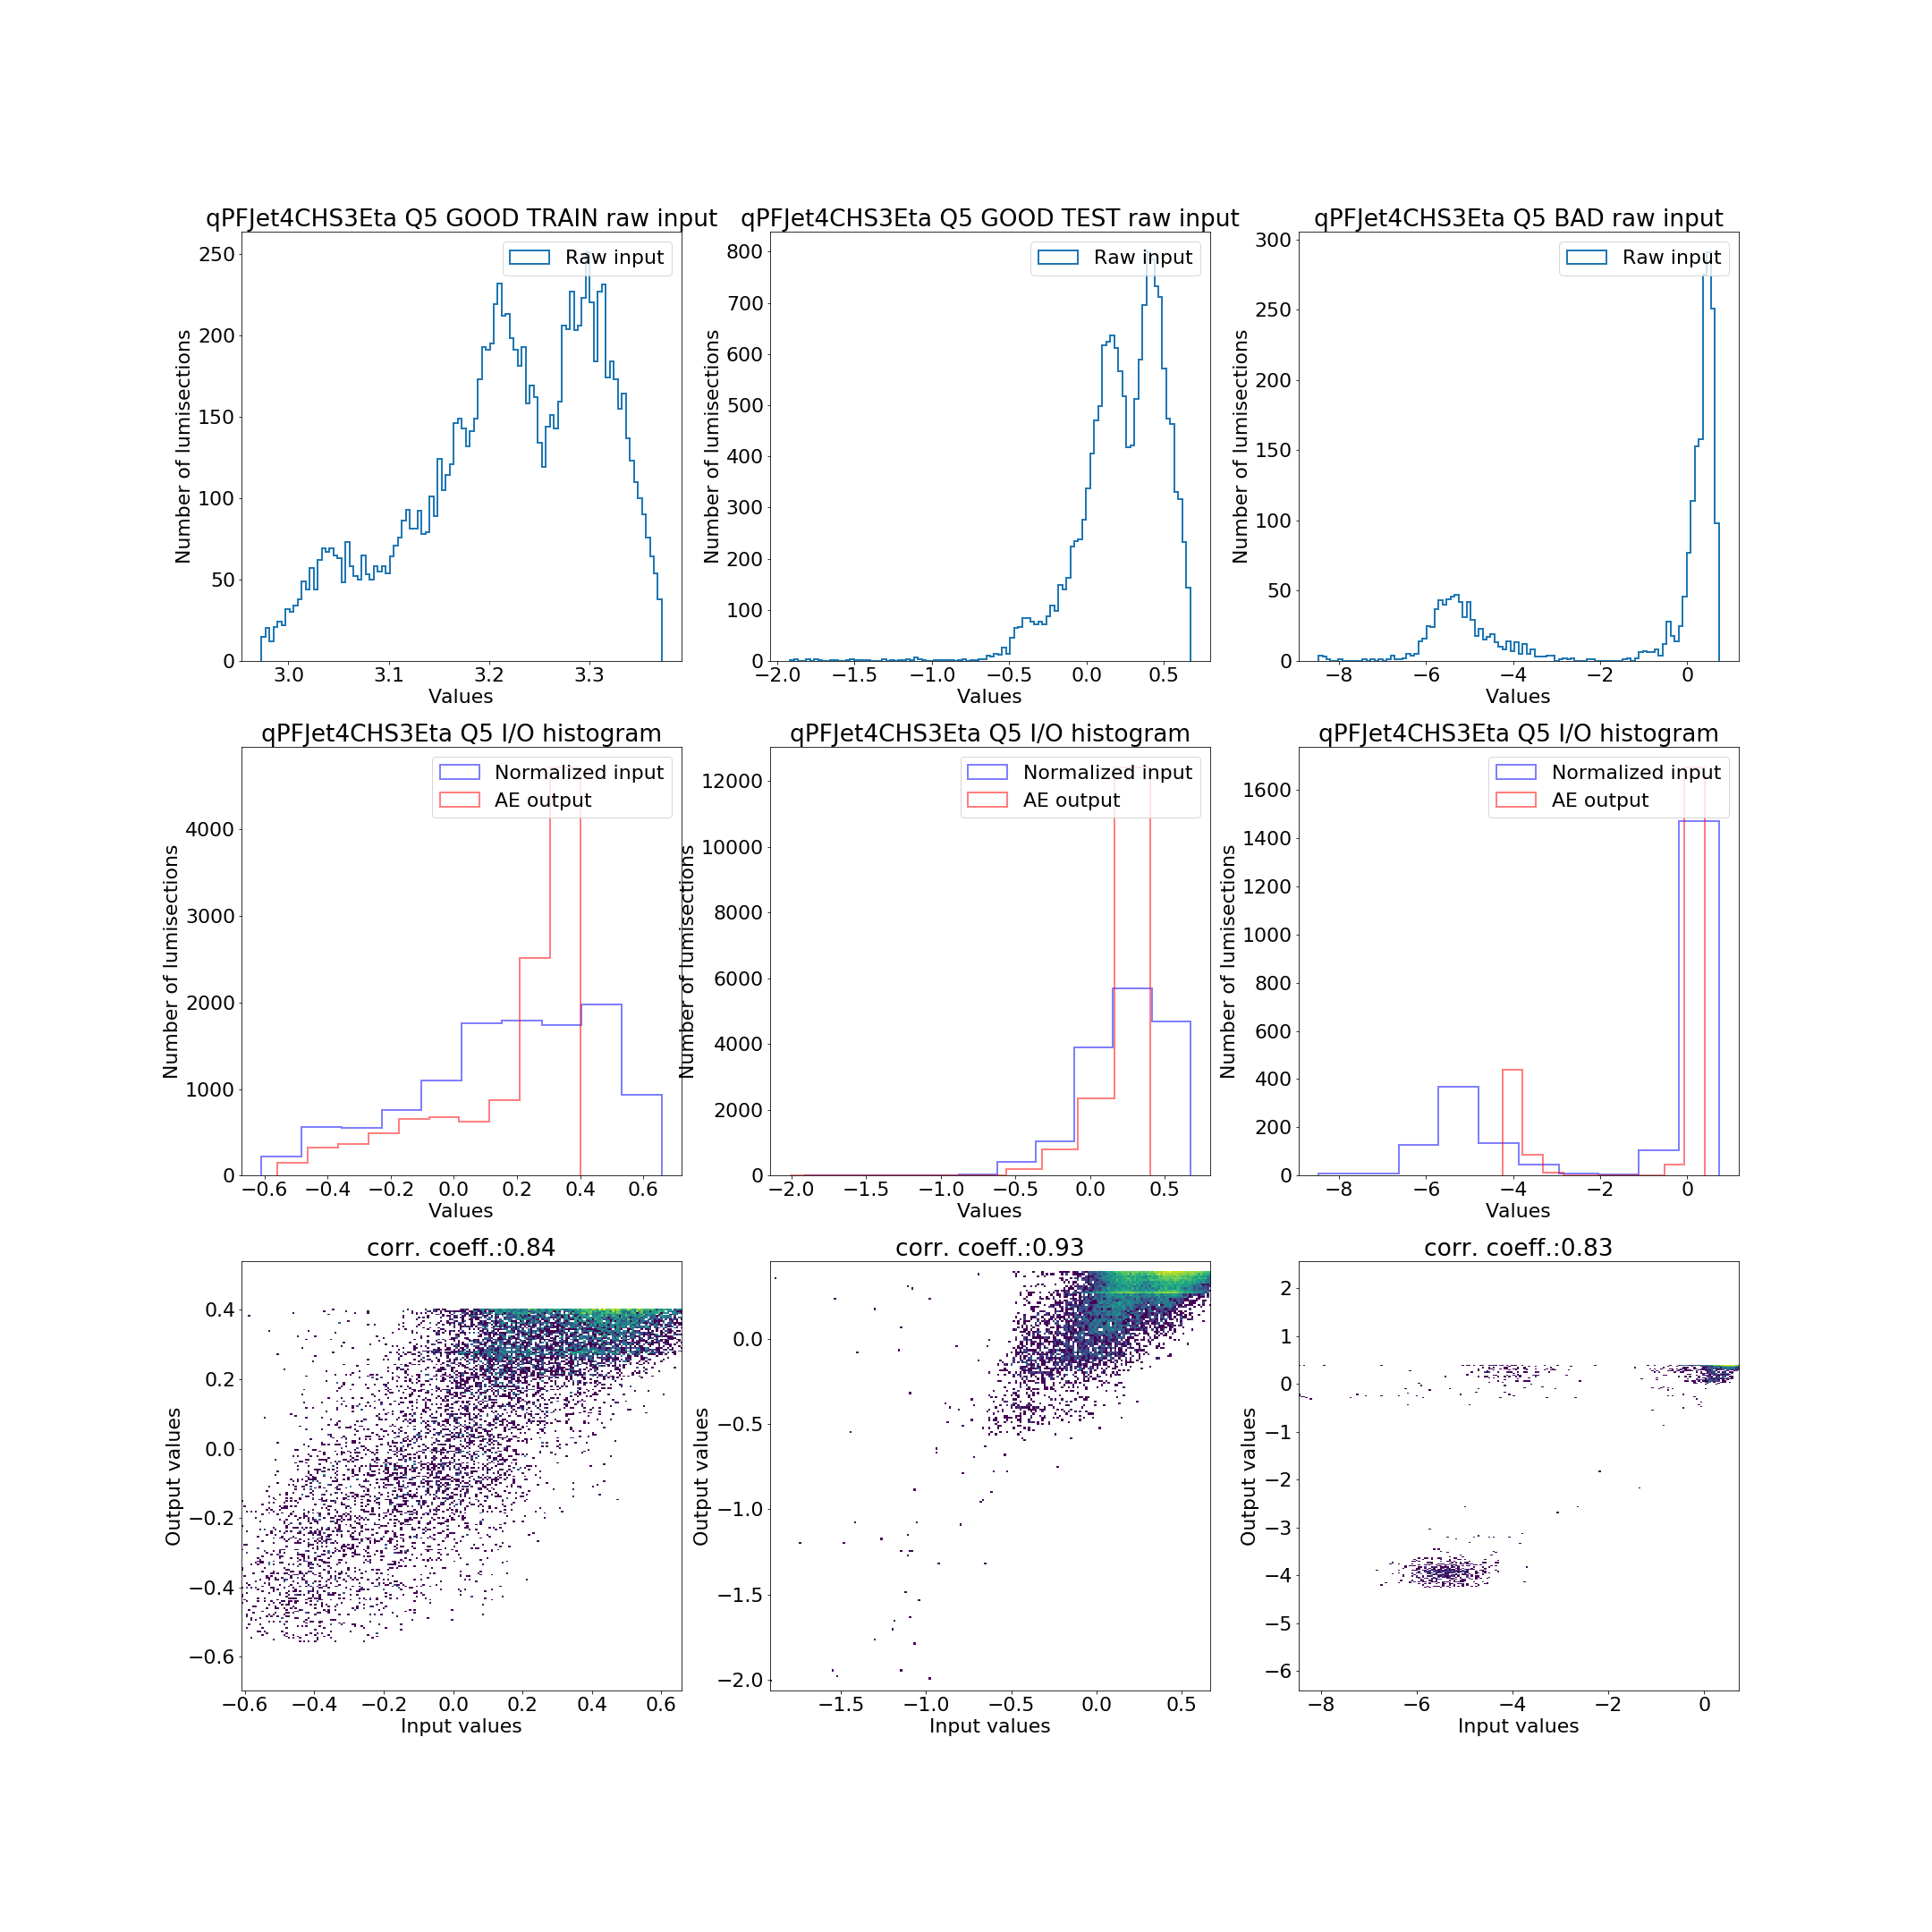 qPFJet4CHS3Eta Q5 GOOD TRAIN raw input
250
200
150
100
50
0
Number of lumisections
Raw input
3.0 3.1 3.2 3.3
Values
qPFJet4CHS3Eta Q5 GOOD TEST raw input
800
700
600
500
400
300
200
100
0
Number of lumisections
Raw input
−2.0 −1.5 −1.0 −0.5 0.0 0.5
Values
qPFJet4CHS3Eta Q5 BAD raw input
300
250
200
150
100
50
0
Number of lumisections
Raw input
−8 −6 −4 −2 0
Values
qPFJet4CHS3Eta Q5 I/O histogram
4000
3000
2000
1000
0
Number of lumisections
Normalized input
AE output
−0.6 −0.4 −0.2 0.0 0.2 0.4 0.6
Values
qPFJet4CHS3Eta Q5 I/O histogram
12000
10000
8000
6000
4000
2000
0
Number of lumisections
Normalized input
AE output
−2.0 −1.5 −1.0 −0.5 0.0 0.5
Values
qPFJet4CHS3Eta Q5 I/O histogram
1600
1400
1200
1000
800
600
400
200
0
Number of lumisections
Normalized input
AE output
−8 −6 −4 −2 0
Values
corr. coeff.:0.84
0.4
0.2
0.0
−0.2
−0.4
−0.6
Output values
−0.6 −0.4 −0.2 0.0 0.2 0.4 0.6
Input values
corr. coeff.:0.93
0.0
−0.5
−1.0
−1.5
−2.0
Output values
−1.5 −1.0 −0.5 0.0 0.5
Input values
corr. coeff.:0.83
2
1
0
−1
−2
−3
−4
−5
−6
Output values
−8 −6 −4 −2 0
Input values